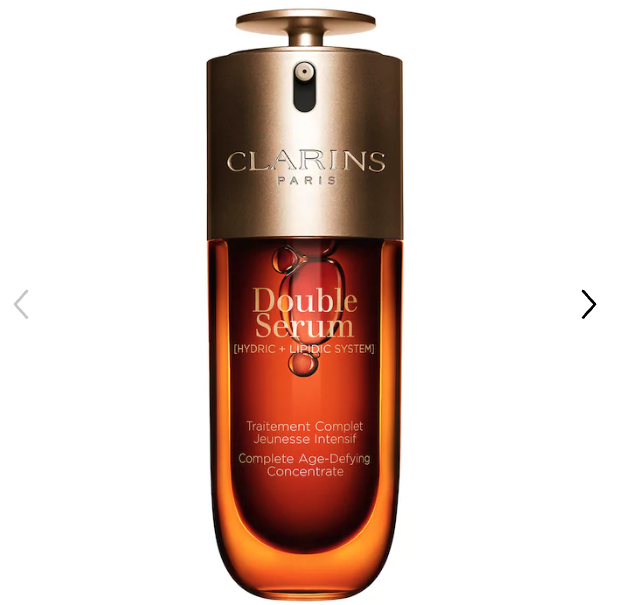 CLARINS
PARIS
Double
Serum
[HYDRIC + LIPIDIC SYSTEM]
Traitement Complet
Jeunesse Intensif
Complete Age-Defying
Concentrate